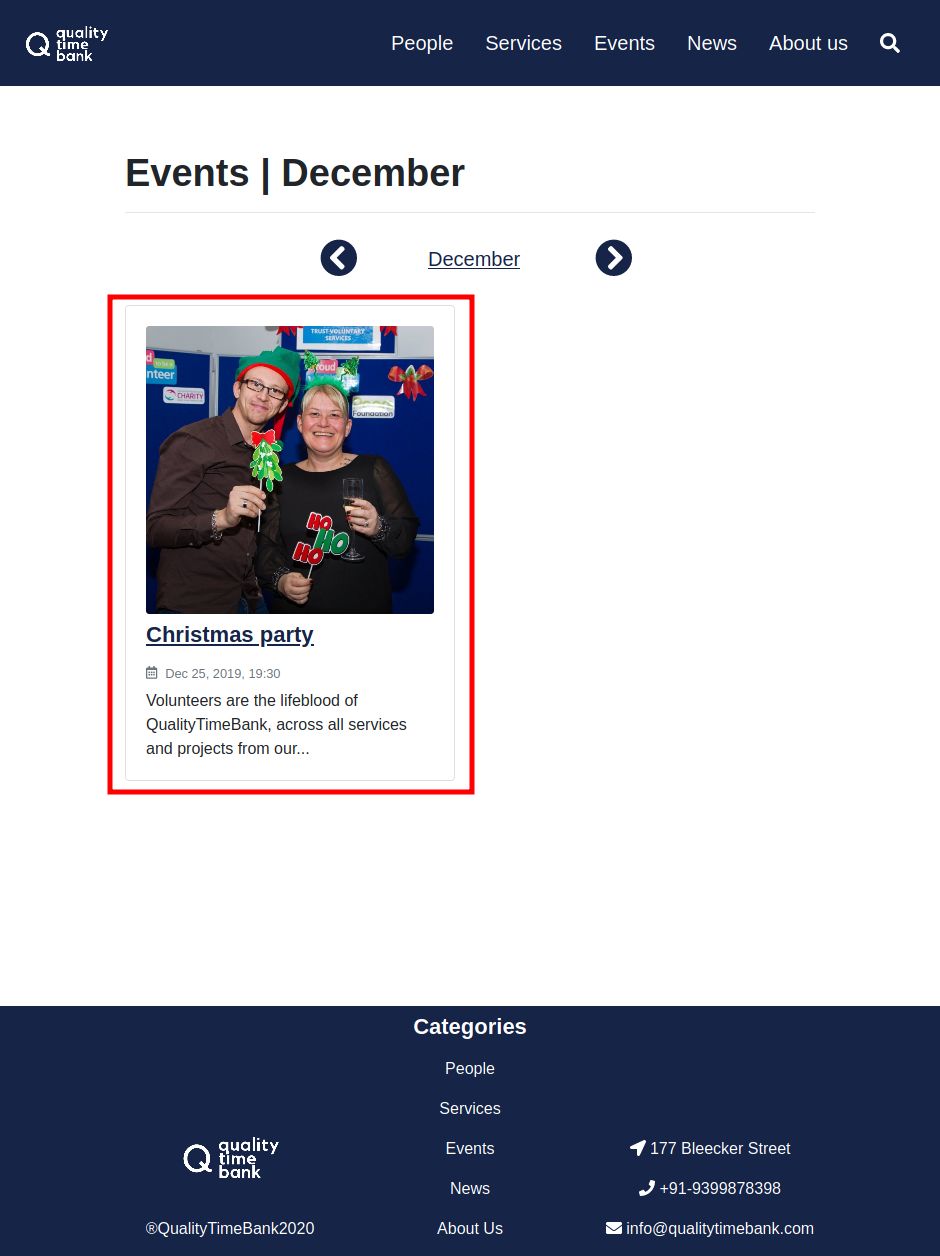 quality
time
bank
People
Services
Events
News
About us
Events | December
December
TRUST VOLUNTARY
SERVICES
CHARITY
Foundation
HO
HO
HO
Christmas party
Dec 25, 2019, 19:30
Volunteers are the lifeblood of
QualityTimeBank, across all services
and projects from our...
Categories
People
Services
Events
News
About Us
quality
time
bank
®QualityTimeBank2020
177 Bleecker Street
+91-9399878398
info@qualitytimebank.com